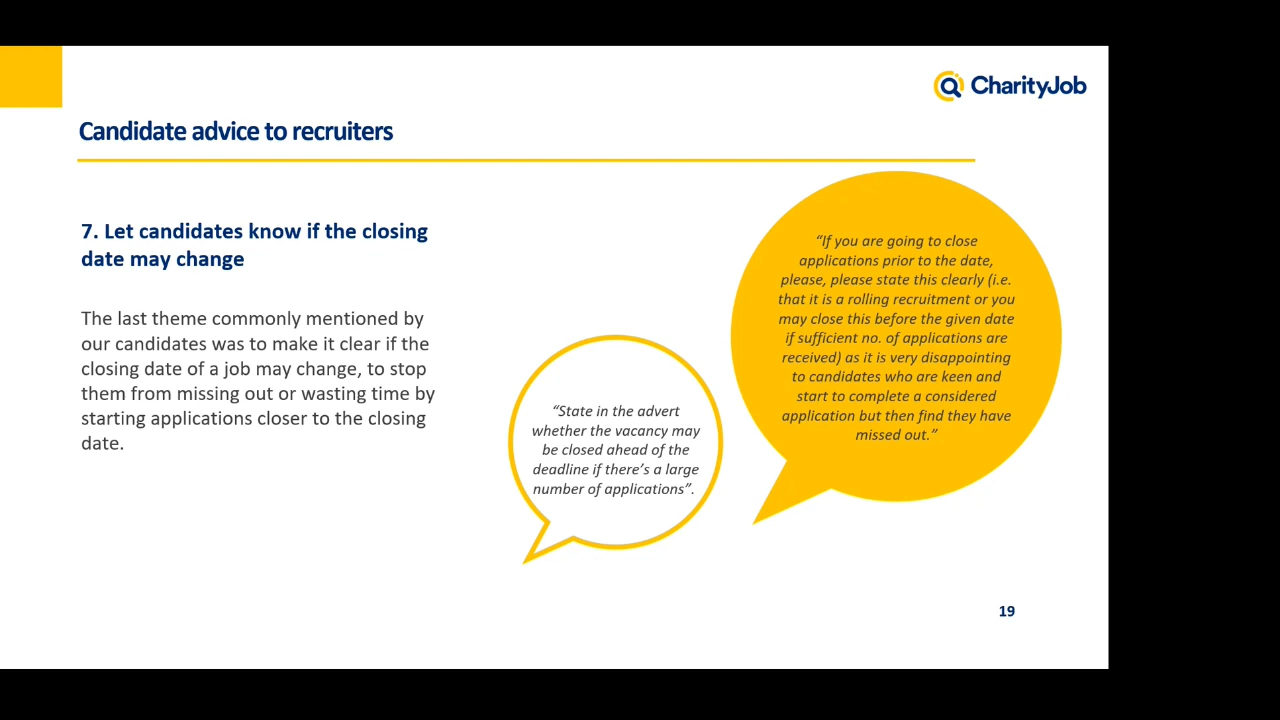 CharityJob
Candidate advice to recruiters
7. Let candidates know if the closing
date may change
The last theme commonly mentioned by
our candidates was to make it clear if the
closing date of a job may change, to stop
them from missing out or wasting time by
starting applications closer to the closing
date.
“State in the advert
whether the vacancy may
be closed ahead of the
deadline if there’s a large
number of applications”.
“If you are going to close
applications prior to the date,
please, please state this clearly (i.e.
that it is a rolling recruitment or you
may close this before the given date
if sufficient no. of applications are
received) as it is very disappointing
to candidates who are keen and
start to complete a considered
application but then find they have
missed out.”
19